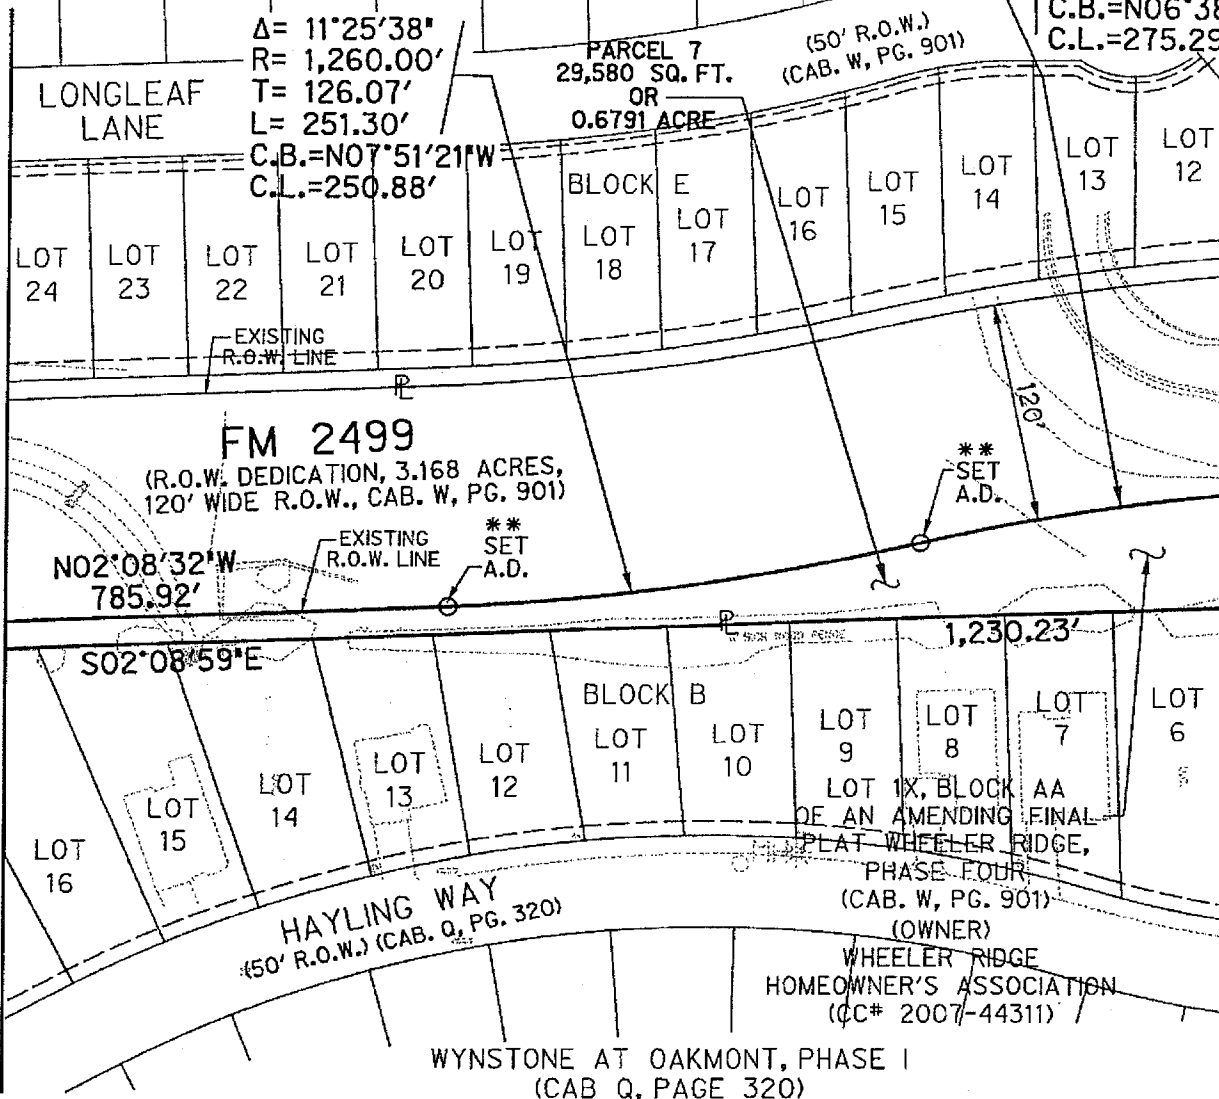 Δ= 11°25'38"
R= 1,260.00'
T= 126.07'
L= 251.30'
C.B.=N07°51'21"W
C.L.=250.88'
LONGLEAF
LANE
PARCEL 7
29,580 SQ. FT.
OR
0.6791 ACRE
(50' R.O.W.)
(CAB. W, PG. 901)
C.B.=N06°38
C.L.=275.29
BLOCK E
LOT
24
LOT
23
LOT
22
LOT
21
LOT
20
LOT
19
LOT
18
LOT
17
LOT
16
LOT
15
LOT
14
LOT
13
LOT
12
EXISTING
R.O.W. LINE
PL
120'
FM 2499
(R.O.W. DEDICATION, 3.168 ACRES,
120' WIDE R.O.W., CAB. W, PG. 901)
**
SET
A.D.
**
SET
A.D.
EXISTING
R.O.W. LINE
N02°08'32"W
785.92'
S02°08'59"E
PL
1,230.23'
BLOCK B
LOT
16
LOT
15
LOT
14
LOT
13
LOT
12
LOT
11
LOT
10
LOT
9
LOT
8
LOT
7
LOT
6
LOT 1X, BLOCK AA
OF AN AMENDING FINAL
PLAT WHEELER RIDGE,
PHASE FOUR
(CAB. W, PG. 901)
(OWNER)
WHEELER RIDGE
HOMEOWNER'S ASSOCIATION
(CC# 2007-44311)
HAYLING WAY
(50' R.O.W.) (CAB. Q, PG. 320)
WYNSTONE AT OAKMONT, PHASE I
(CAB Q, PAGE 320)